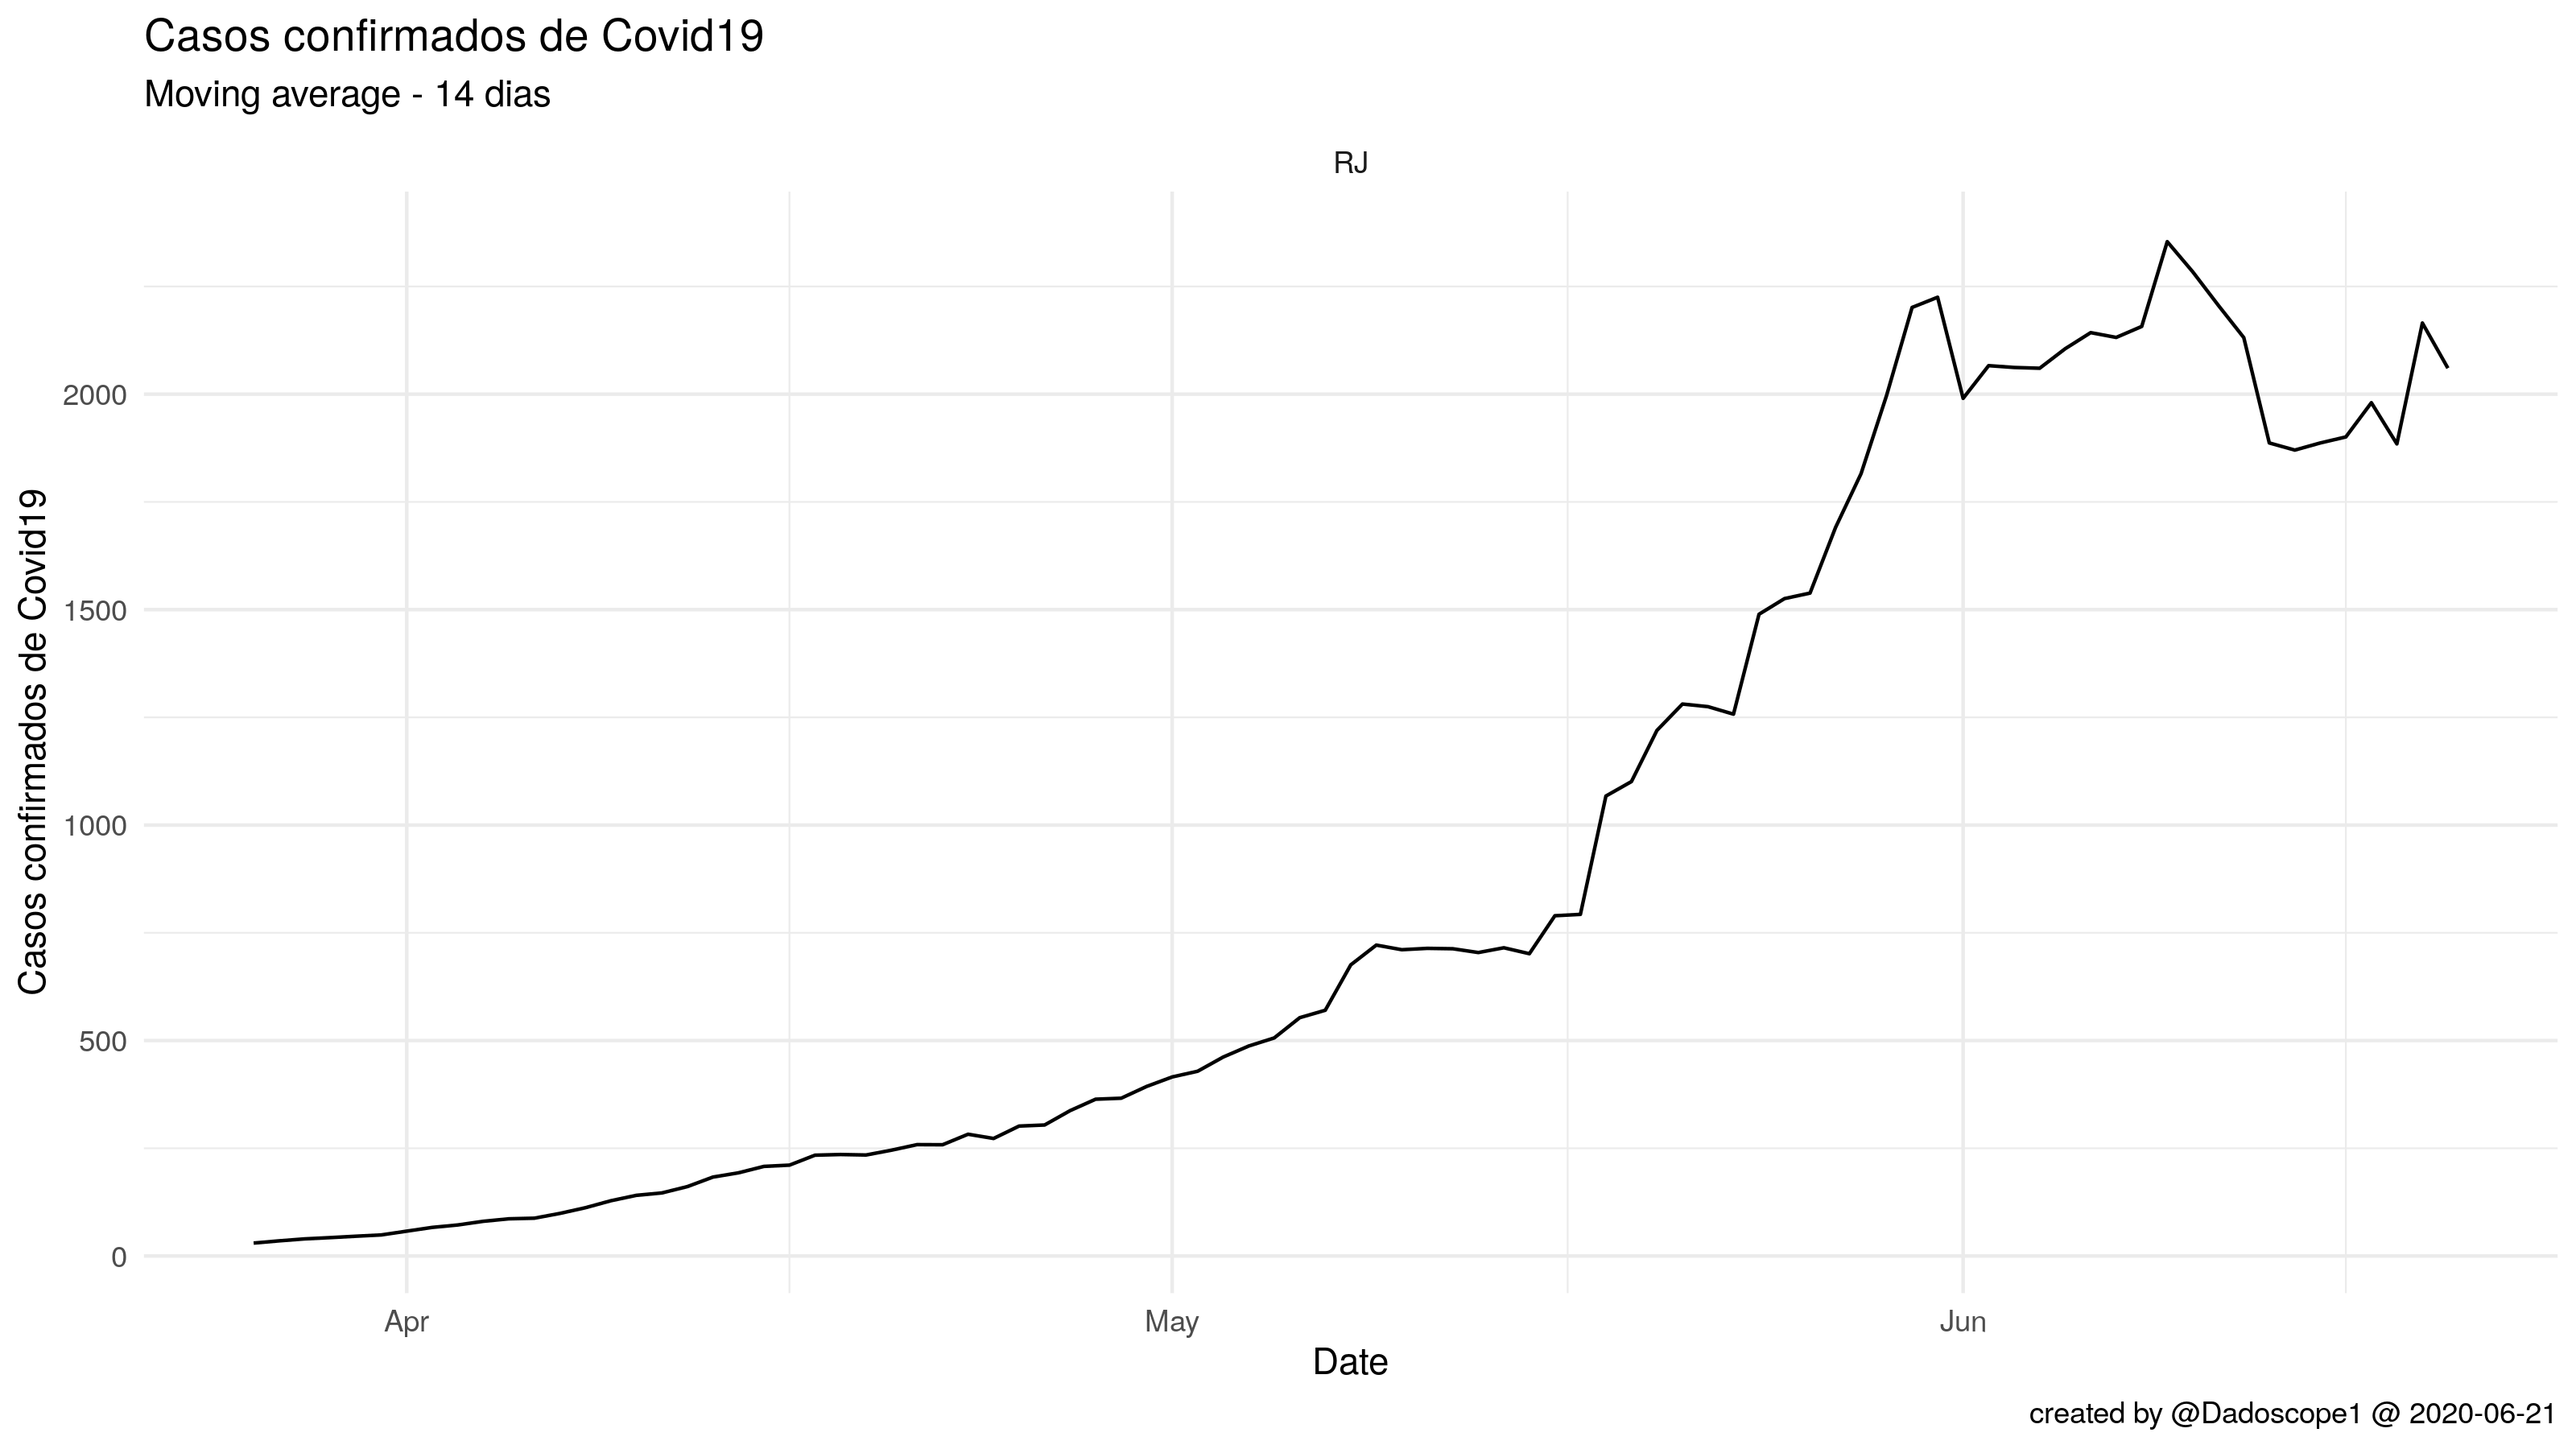 Casos confirmados de Covid19
Moving average - 14 dias
RJ
Casos confirmados de Covid19
2000
1500
1000
500
0
Apr
May
Jun
Date
created by @Dadoscope1 @ 2020-06-21